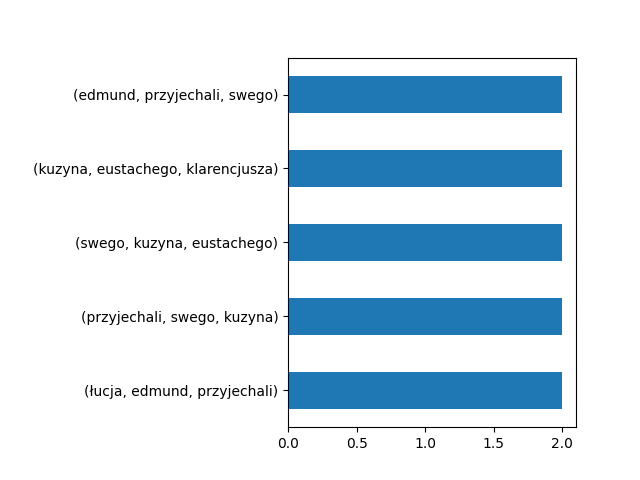 (edmund, przyjechali, swego)
(kuzyna, eustachego, klarencjusza)
(swego, kuzyna, eustachego)
(przyjechali, swego, kuzyna)
(łucja, edmund, przyjechali)
0.0 0.5 1.0 1.5 2.0